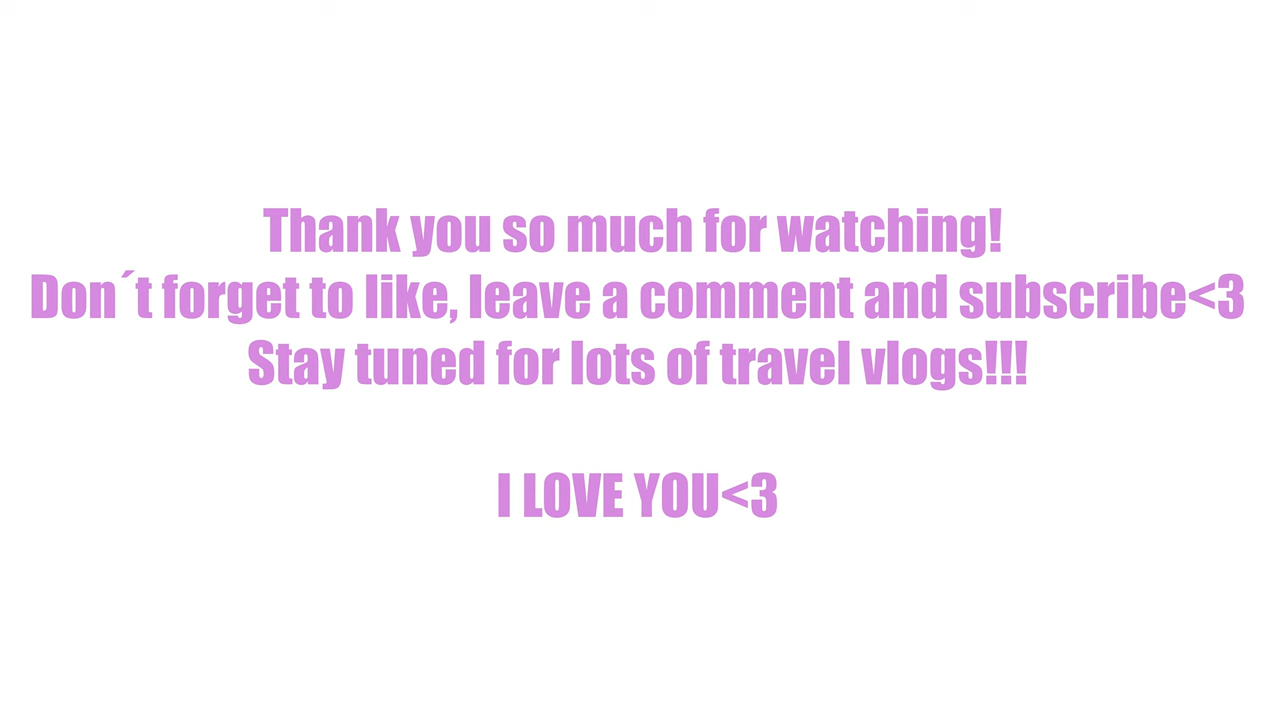 Thank you so much for watching!
Don´t forget to like, leave a comment and subscribe<3
Stay tuned for lots of travel vlogs!!!
I LOVE YOU<3